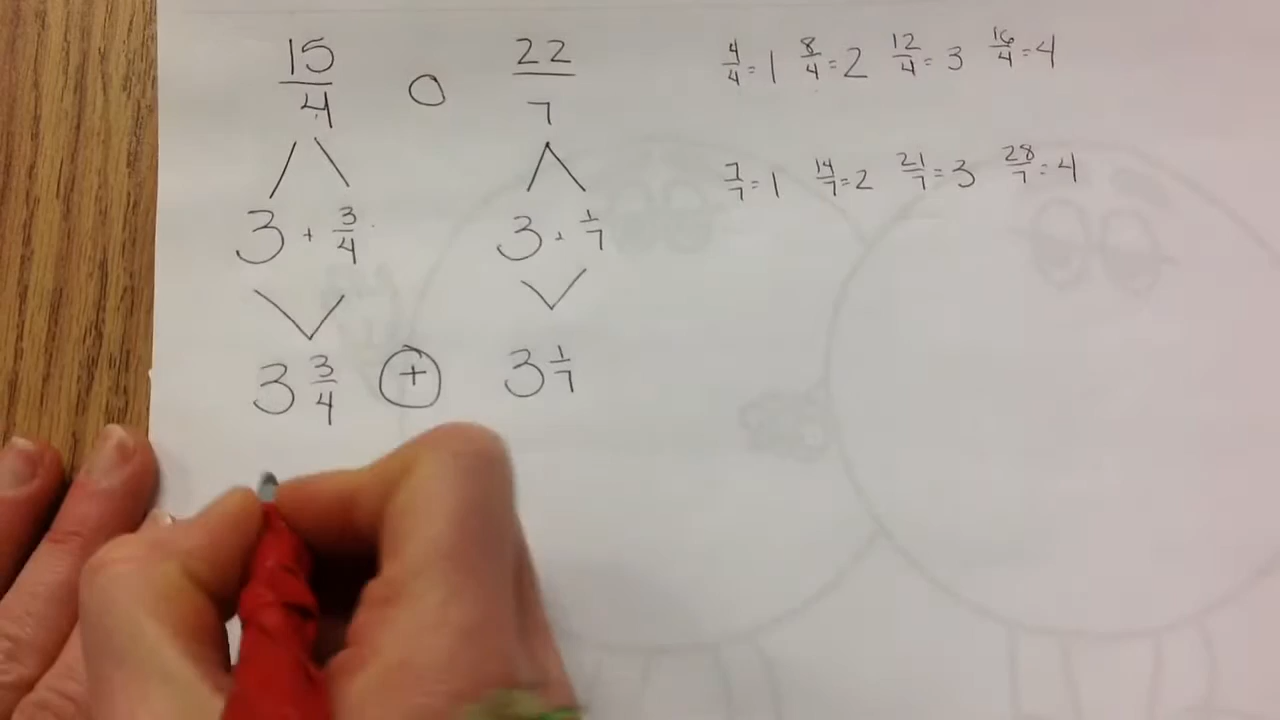 15/4 ○ 22/7
3 + 3/4 3 + 1/7
3 3/4 + 3 1/7
4/4 = 1 8/4 = 2 12/4 = 3 16/4 = 4
7/7 = 1 14/7 = 2 21/7 = 3 28/7 = 4